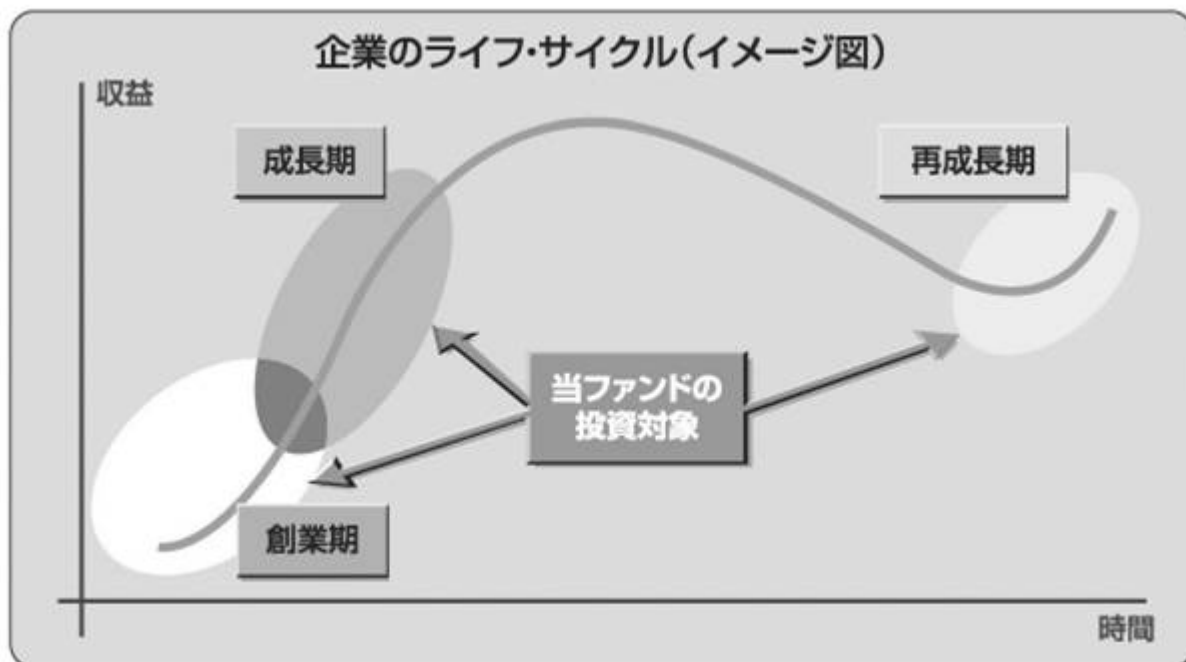 企業のライフ・サイクル(イメージ図)
収益
成長期
再成長期
当ファンドの
投資対象
創業期
時間